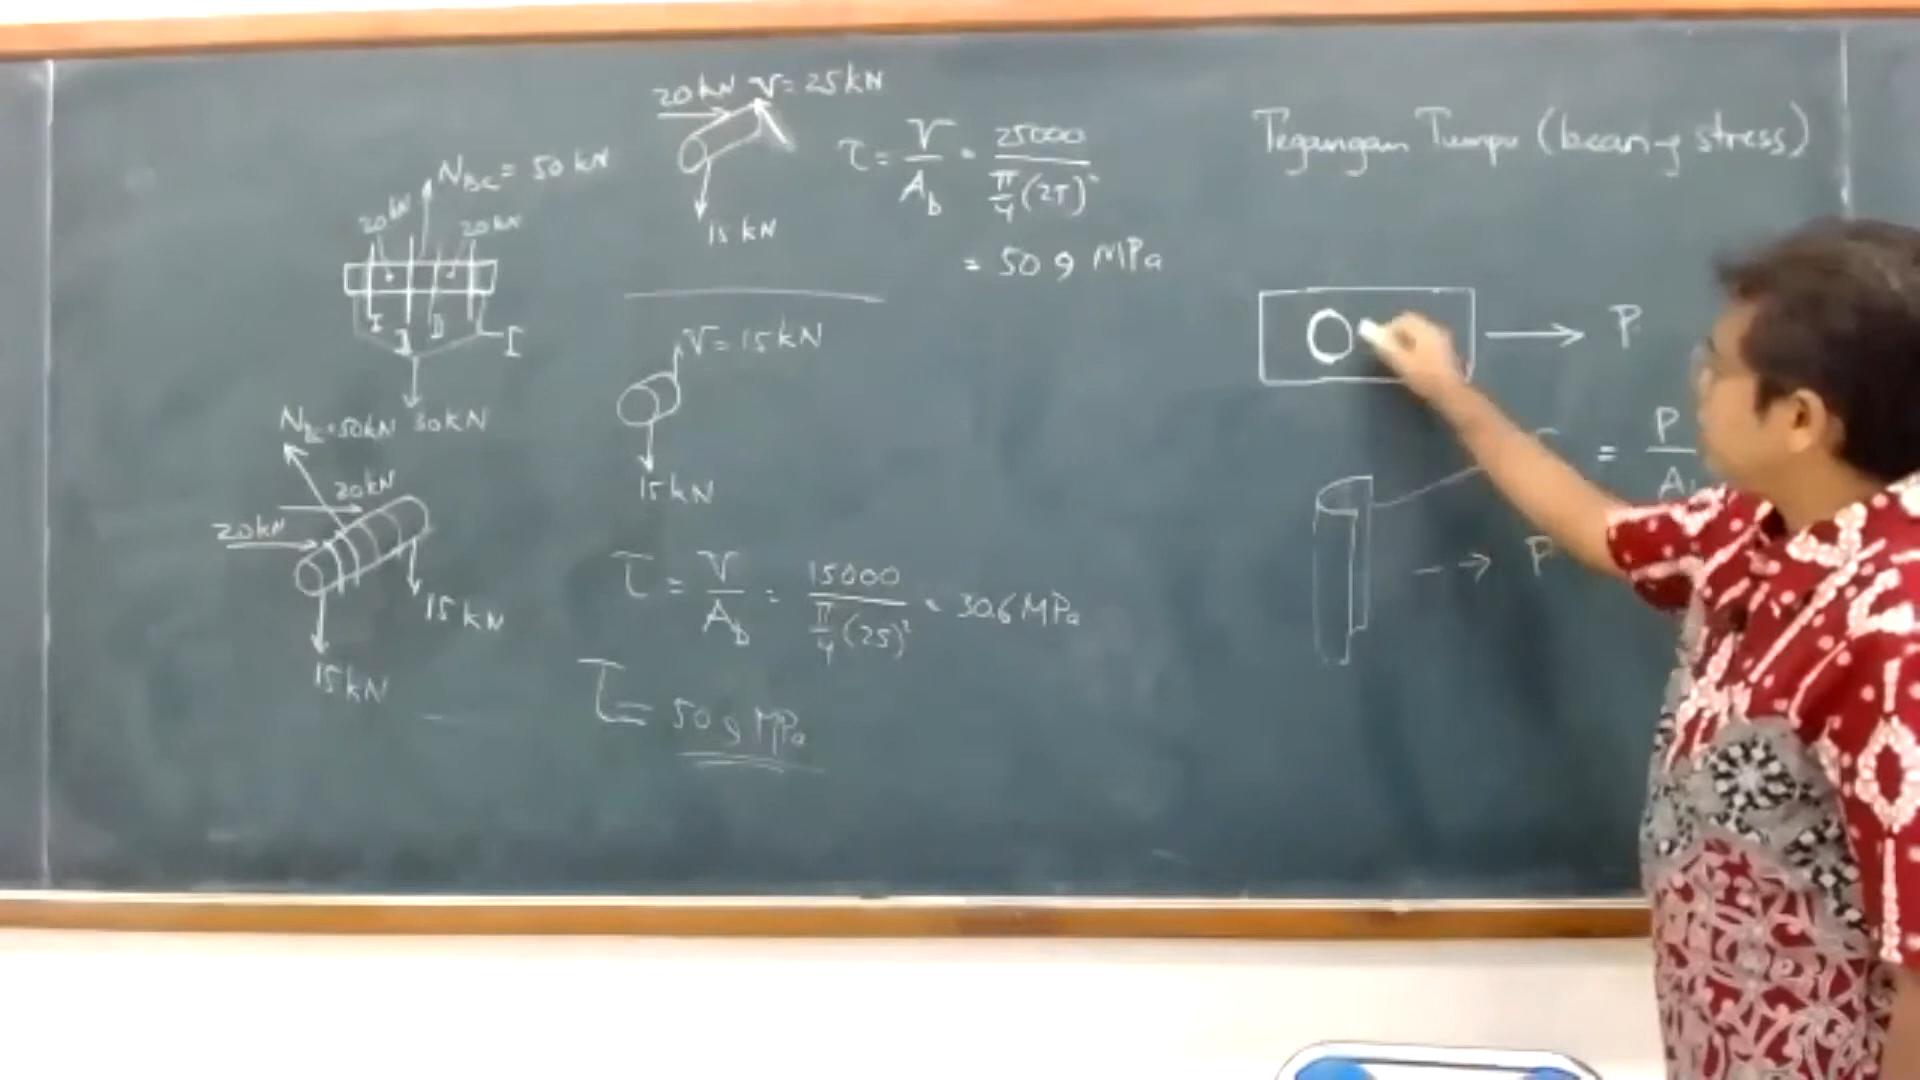 N_BC = 50 kN
20 kN
20 kN
I
I
D
I
30 kN
N_BC = 50 kN
20 kN
20 kN
15 kN
15 kN
20 kN V = 25 kN
15 kN
τ = V/A_b = 25000/(π/4 (25)²)
= 50,9 MPa
V = 15 kN
15 kN
τ = V/A_b = 15000/(π/4 (25)²) = 30.6 MPa
τ = 50,9 MPa
Tegangan Tumpu (bearing stress)
P
= P/A
P